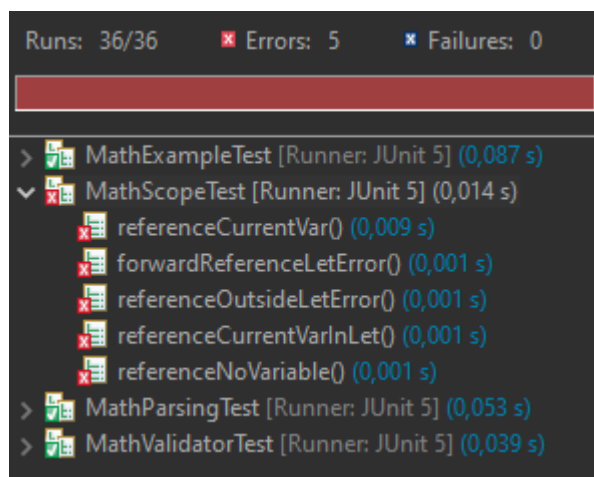 Runs: 36/36 Errors: 5 Failures: 0
MathExampleTest [Runner: JUnit 5] (0,087 s)
MathScopeTest [Runner: JUnit 5] (0,014 s)
referenceCurrentVar() (0,009 s)
forwardReferenceLetError() (0,001 s)
referenceOutsideLetError() (0,001 s)
referenceCurrentVarInLet() (0,001 s)
referenceNoVariable() (0,001 s)
MathParsingTest [Runner: JUnit 5] (0,053 s)
MathValidatorTest [Runner: JUnit 5] (0,039 s)